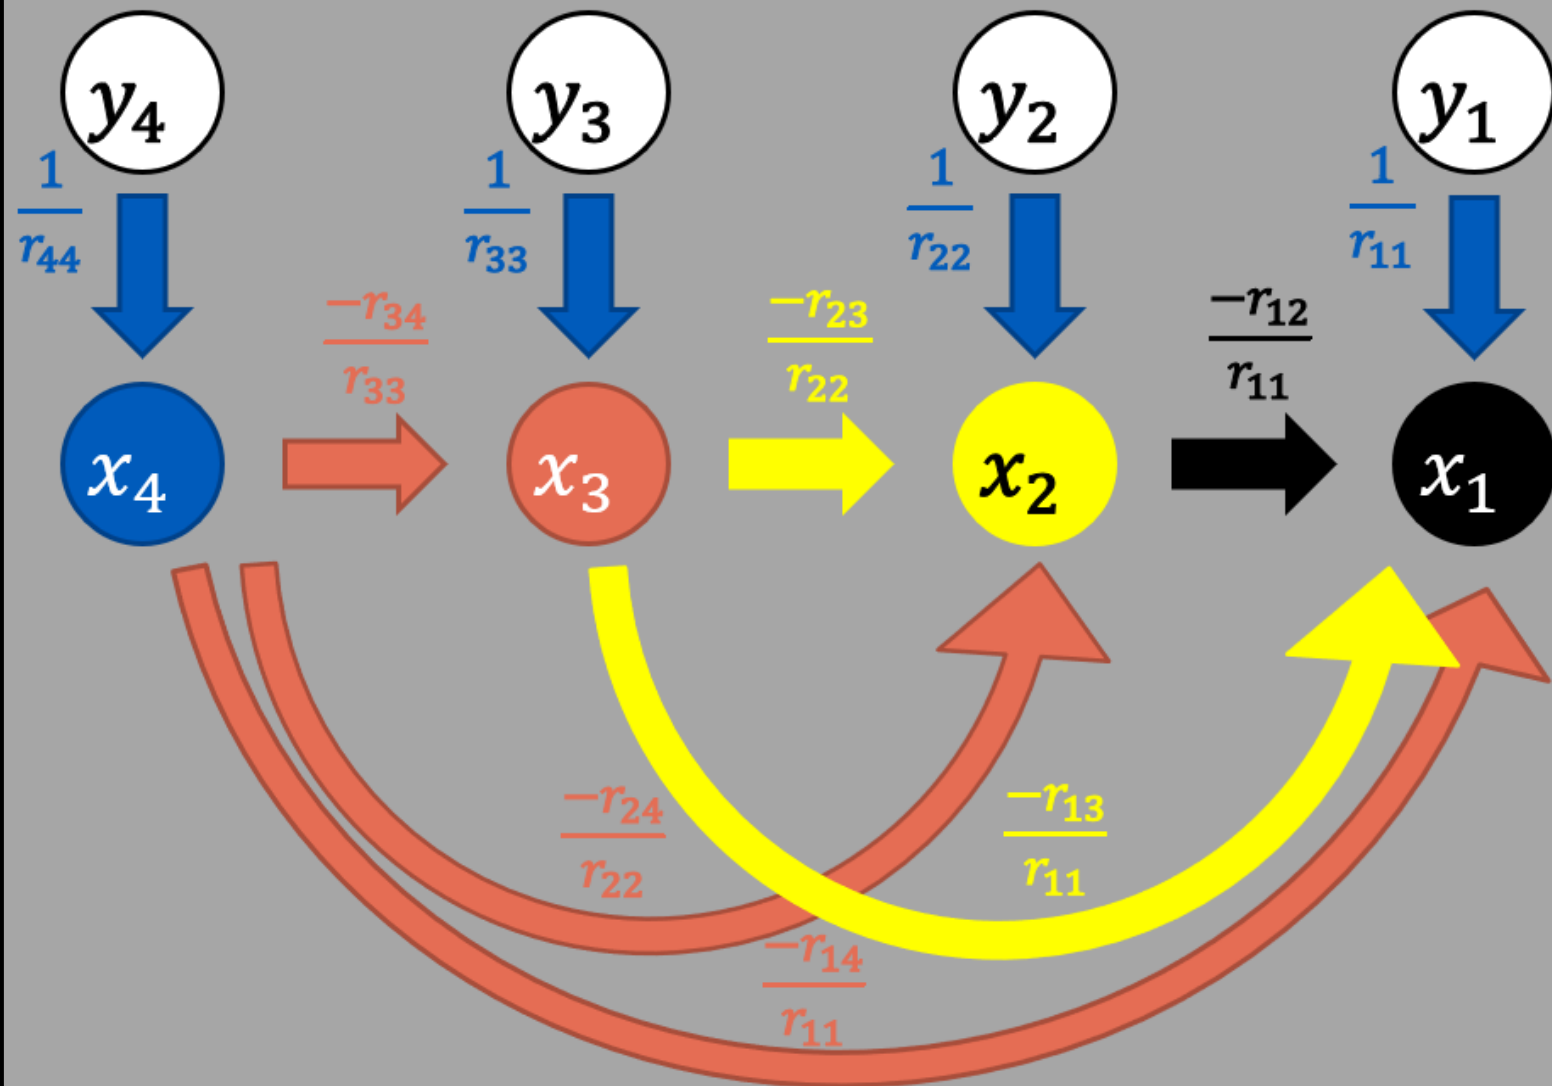 y₄ y₃ y₂ y₁
1/r₄₄ 1/r₃₃ 1/r₂₂ 1/r₁₁
−r₃₄/r₃₃ −r₂₃/r₂₂ −r₁₂/r₁₁
x₄ x₃ x₂ x₁
−r₂₄/r₂₂ −r₁₃/r₁₁
−r₁₄/r₁₁